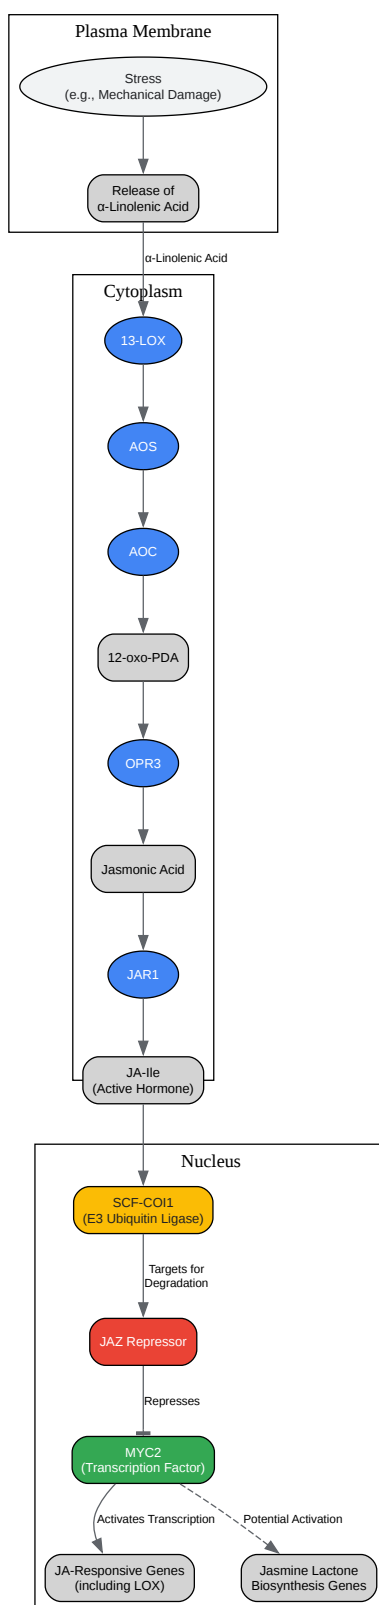 Plasma Membrane
Stress
(e.g., Mechanical Damage)
Release of
α-Linolenic Acid
α-Linolenic Acid
Cytoplasm
13-LOX
AOS
AOC
12-oxo-PDA
OPR3
Jasmonic Acid
JAR1
JA-Ile
(Active Hormone)
Nucleus
SCF-COI1
(E3 Ubiquitin Ligase)
Targets for
Degradation
JAZ Repressor
Represses
MYC2
(Transcription Factor)
Activates Transcription
Potential Activation
JA-Responsive Genes
(including LOX)
Jasmine Lactone
Biosynthesis Genes